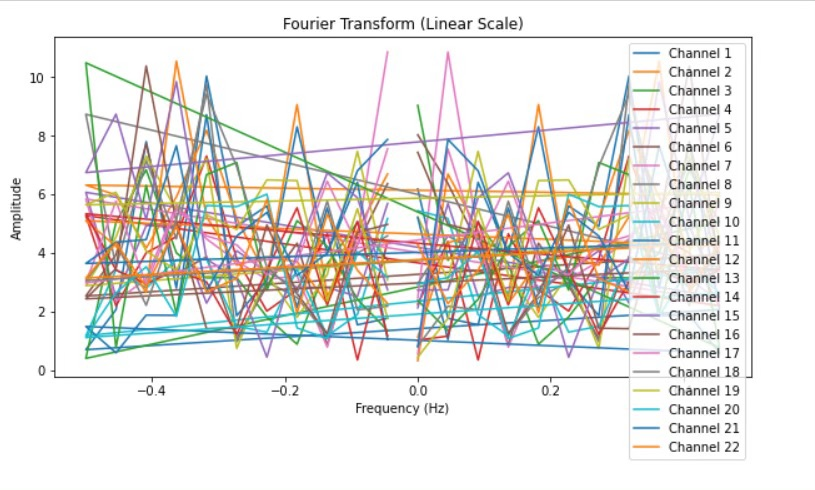 Fourier Transform (Linear Scale)
10
8
6
4
2
0
Amplitude
−0.4
−0.2
0.0
0.2
Frequency (Hz)
Channel 1
Channel 2
Channel 3
Channel 4
Channel 5
Channel 6
Channel 7
Channel 8
Channel 9
Channel 10
Channel 11
Channel 12
Channel 13
Channel 14
Channel 15
Channel 16
Channel 17
Channel 18
Channel 19
Channel 20
Channel 21
Channel 22